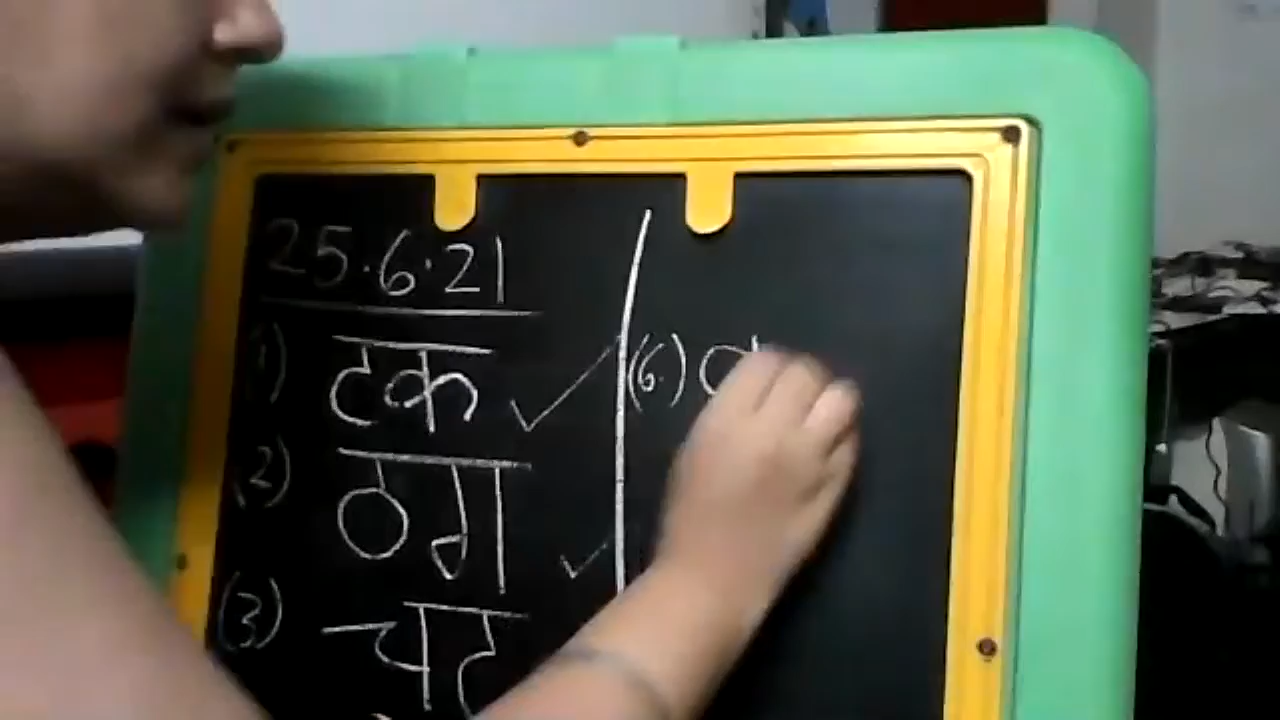 25.6.21
(1) टक ✓
(2) ठग ✓
(3) चट
(6.)